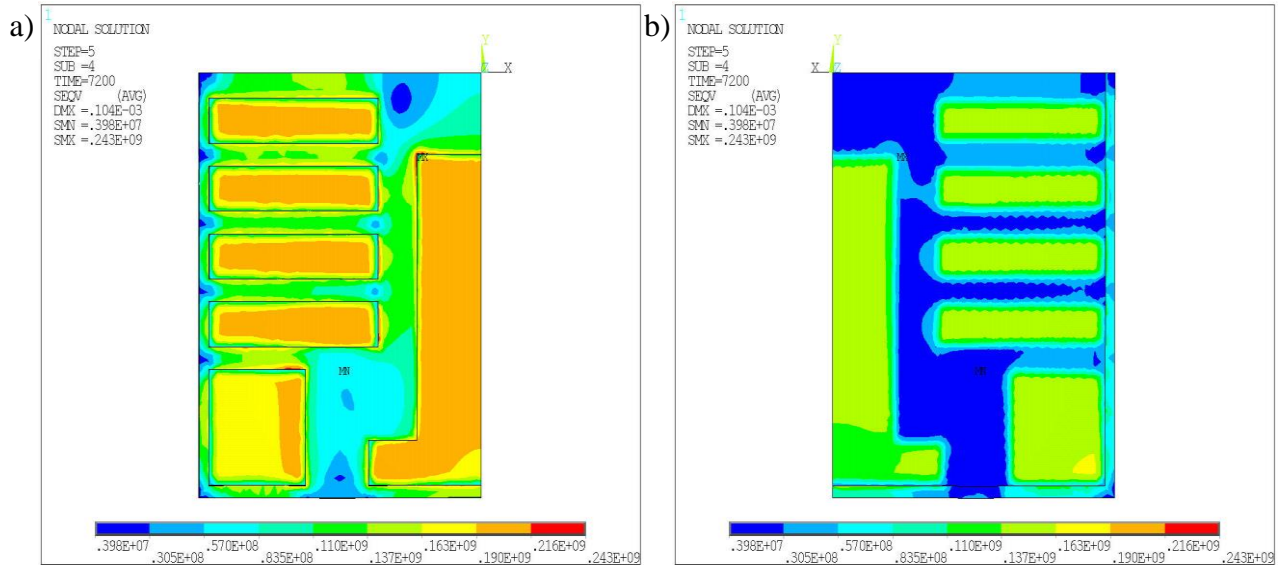 a)
1
NODAL SOLUTION
STEP=5
SUB =4
TIME=7200
SEQV (AVG)
DMX =.104E-03
SMN =.398E+07
SMX =.243E+09
Y
Z X
MX
MN
.398E+07 .570E+08 .110E+09 .163E+09 .216E+09
.305E+08 .835E+08 .137E+09 .190E+09 .243E+09
b)
1
NODAL SOLUTION
STEP=5
SUB =4
TIME=7200
SEQV (AVG)
DMX =.104E-03
SMN =.398E+07
SMX =.243E+09
Y
X Z
MX
MN
.398E+07 .570E+08 .110E+09 .163E+09 .216E+09
.305E+08 .835E+08 .137E+09 .190E+09 .243E+09